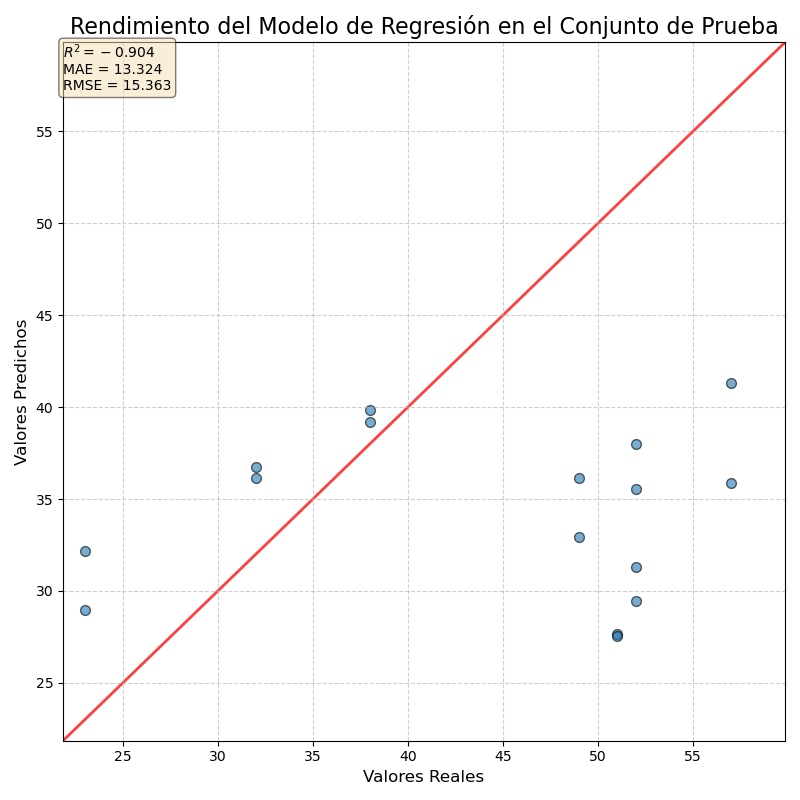 Rendimiento del Modelo de Regresión en el Conjunto de Prueba
R² = −0.904
MAE = 13.324
RMSE = 15.363
55
50
45
40
35
30
25
Valores Predichos
25 30 35 40 45 50 55
Valores Reales